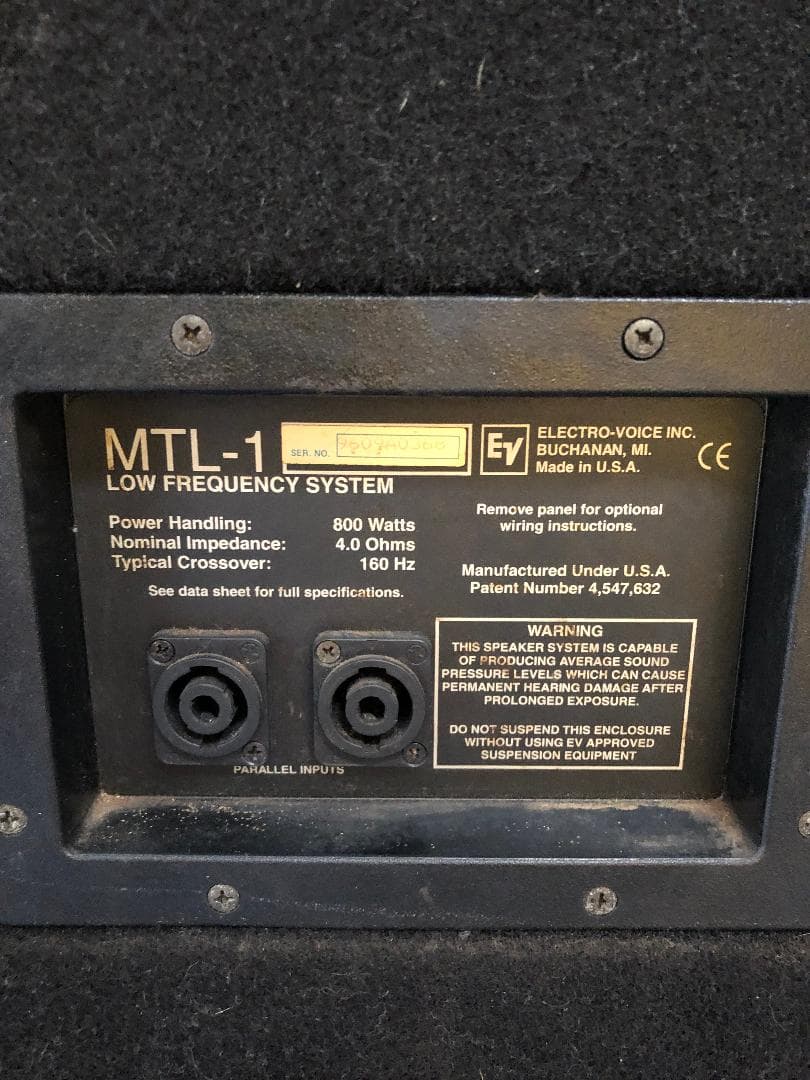 MTL-1
SER. NO.
LOW FREQUENCY SYSTEM
Power Handling: 800 Watts
Nominal Impedance: 4.0 Ohms
Typical Crossover: 160 Hz
See data sheet for full specifications.
EV
ELECTRO-VOICE INC.
BUCHANAN, MI.
Made in U.S.A.
CE
Remove panel for optional
wiring instructions.
Manufactured Under U.S.A.
Patent Number 4,547,632
PARALLEL INPUTS
WARNING
THIS SPEAKER SYSTEM IS CAPABLE
OF PRODUCING AVERAGE SOUND
PRESSURE LEVELS WHICH CAN CAUSE
PERMANENT HEARING DAMAGE AFTER
PROLONGED EXPOSURE.
DO NOT SUSPEND THIS ENCLOSURE
WITHOUT USING EV APPROVED
SUSPENSION EQUIPMENT